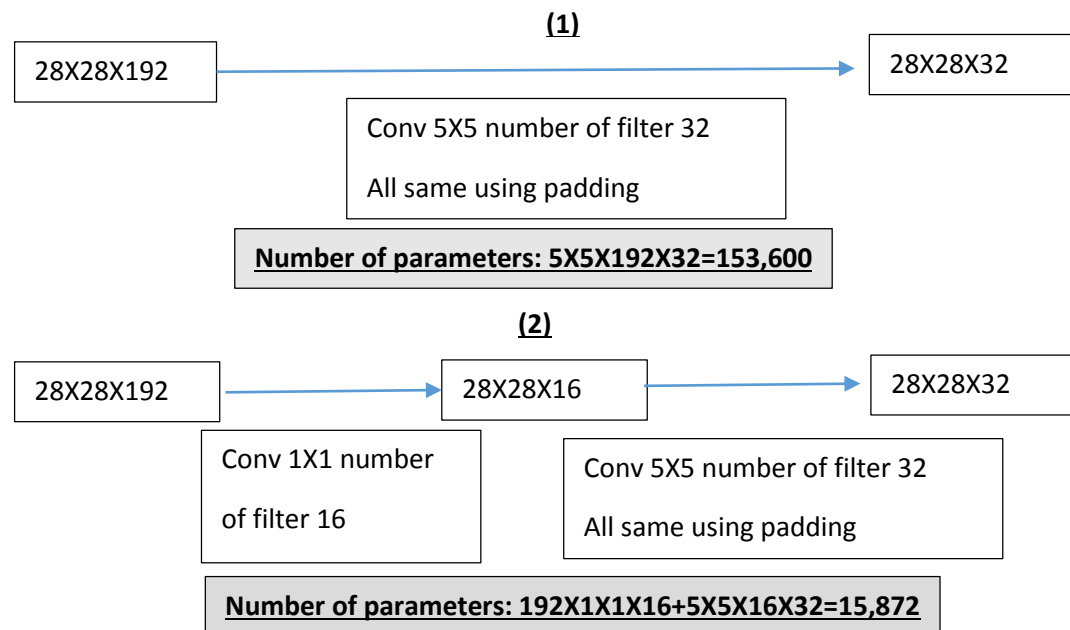 (1)
28X28X192
28X28X32
Conv 5X5 number of filter 32
All same using padding
Number of parameters: 5X5X192X32=153,600
(2)
28X28X192
28X28X16
28X28X32
Conv 1X1 number
of filter 16
Conv 5X5 number of filter 32
All same using padding
Number of parameters: 192X1X1X16+5X5X16X32=15,872